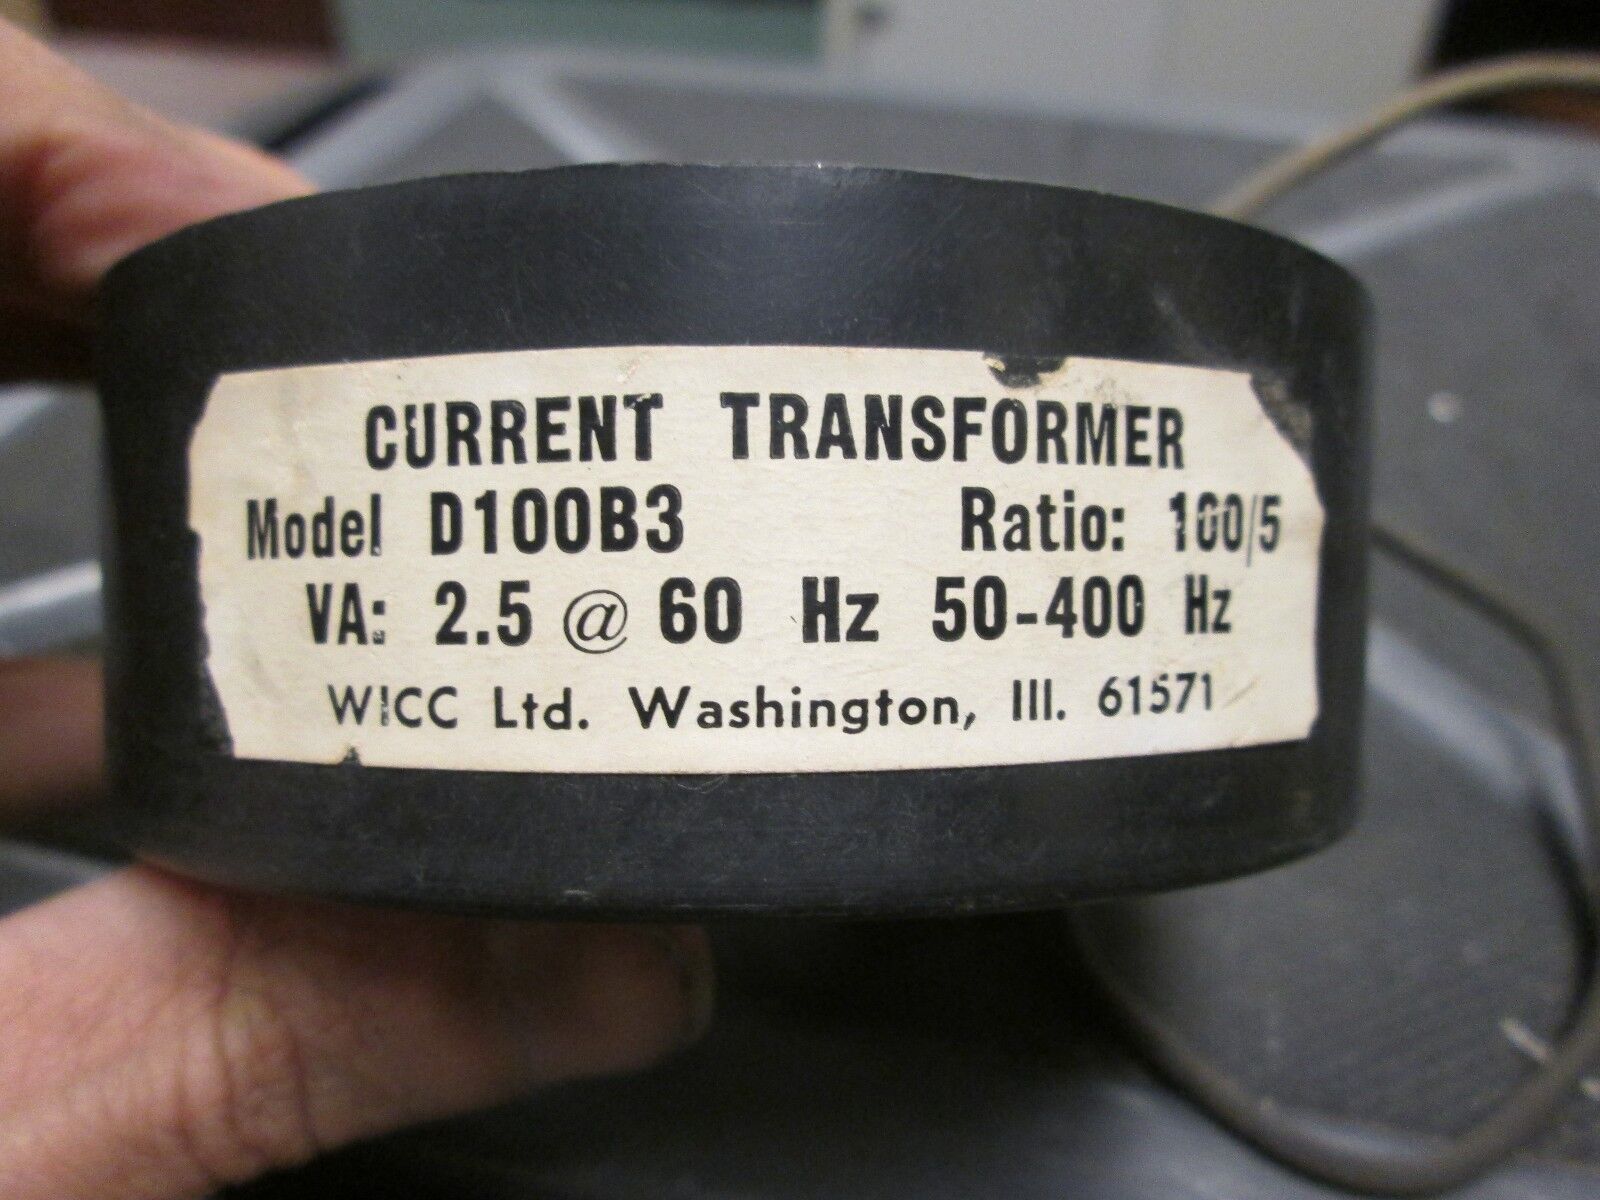 CURRENT TRANSFORMER
Model D100B3 Ratio: 100/5
VA: 2.5 @ 60 Hz 50-400 Hz
WICC Ltd. Washington, Ill. 61571